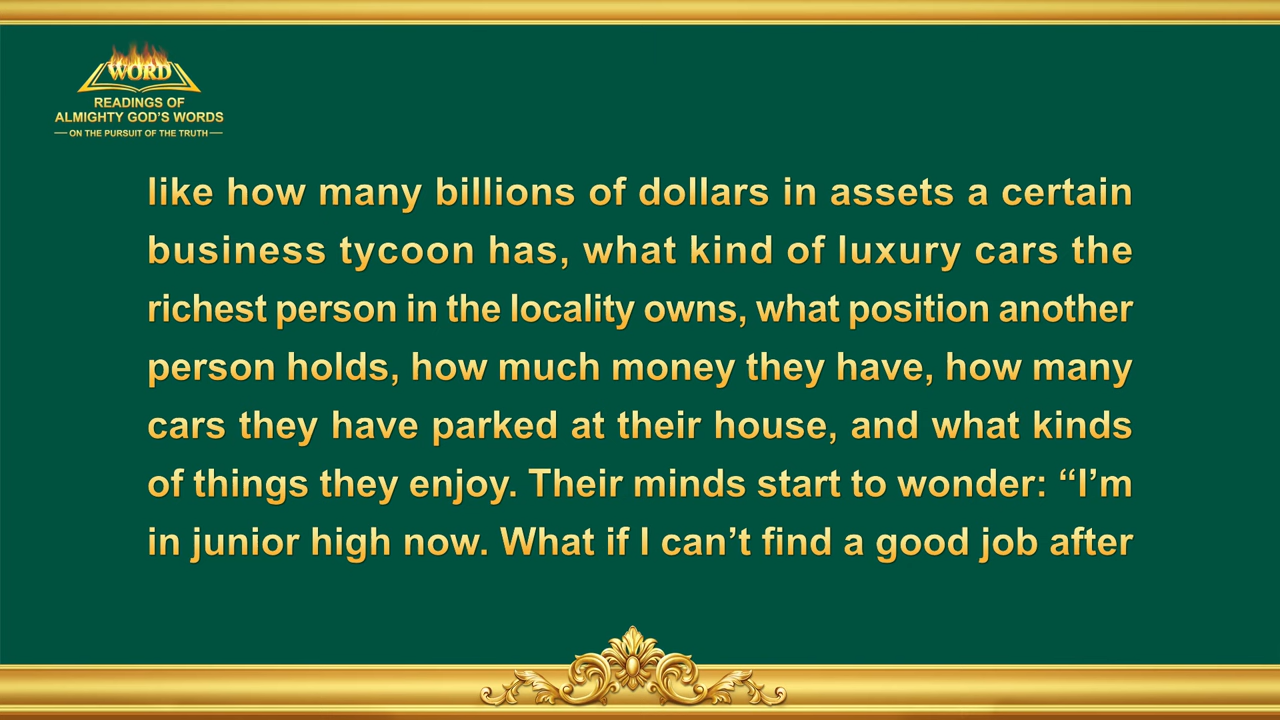 WORD
READINGS OF
ALMIGHTY GOD'S WORDS
— ON THE PURSUIT OF THE TRUTH —
like how many billions of dollars in assets a certain
business tycoon has, what kind of luxury cars the
richest person in the locality owns, what position another
person holds, how much money they have, how many
cars they have parked at their house, and what kinds
of things they enjoy. Their minds start to wonder: “I’m
in junior high now. What if I can’t find a good job after